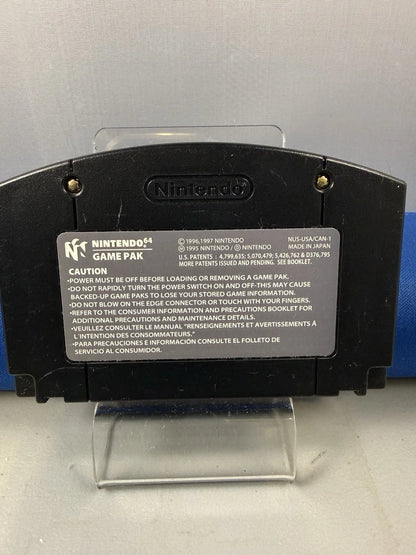 Nintendo
NINTENDO 64
GAME PAK
©1996,1997 NINTENDO
Ⓜ 1995 NINTENDO / Ⓒ NINTENDO
NUS-USA/CAN-1
MADE IN JAPAN
U.S. PATENTS : 4,799,635; 5,070,479; 5,426,762 & D376,795
MORE PATENTS ISSUED AND PENDING. SEE BOOKLET.
CAUTION
•POWER MUST BE OFF BEFORE LOADING OR REMOVING A GAME PAK.
•DO NOT RAPIDLY TURN THE POWER SWITCH ON AND OFF-THIS MAY CAUSE
BACKED-UP GAME PAKS TO LOSE YOUR STORED GAME INFORMATION.
•DO NOT BLOW ON THE EDGE CONNECTOR OR TOUCH WITH YOUR FINGERS.
•REFER TO THE CONSUMER INFORMATION AND PRECAUTIONS BOOKLET FOR
ADDITIONAL PRECAUTIONS AND MAINTENANCE DETAILS.
•VEUILLEZ CONSULTER LE MANUEL "RENSEIGNEMENTS ET AVERTISSEMENTS Á
L´INTENTION DES CONSOMMATEURS."
•PARA PRECAUCIONES E INFORMACIÓN CONSULTE EL FOLLETO DE
SERVICIO AL CONSUMIDOR.